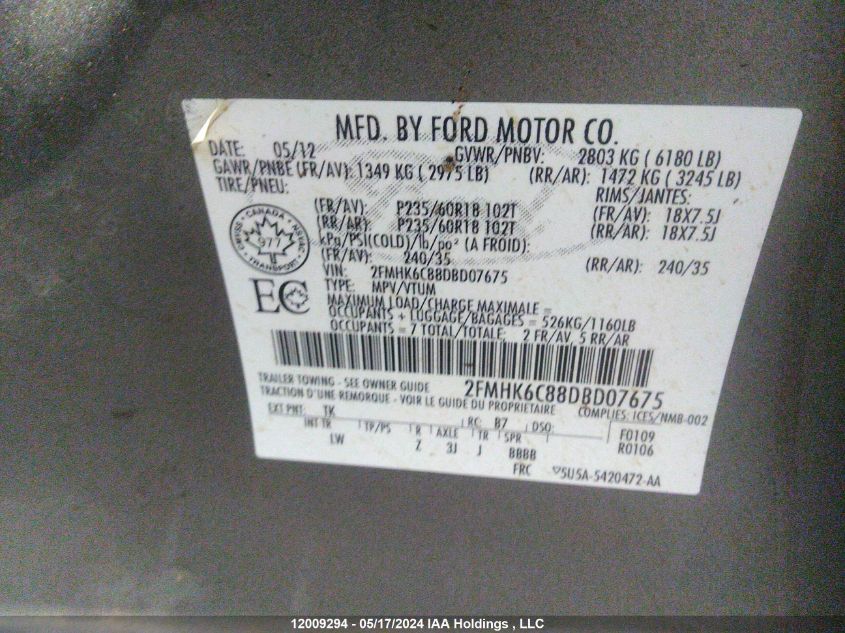 MFD. BY FORD MOTOR CO.
DATE: 05/12 GVWR/PNBV: 2803 KG ( 6180 LB)
GAWR/PNBE (FR/AV): 1349 KG ( 2975 LB) (RR/AR): 1472 KG ( 3245 LB)
TIRE/PNEU: RIMS/JANTES:
(FR/AV): P235/60R18 102T (FR/AV): 18X7.5J
(RR/AR): P235/60R18 102T (RR/AR): 18X7.5J
kPa/PSI(COLD)/lb/po² (A FROID):
(FR/AV): 240/35 (RR/AR): 240/35
VIN: 2FMHK6C88DBD07675
TYPE: MPV/VTUM
CANADA
977
TRANSPORT
EC
MAXIMUM LOAD/CHARGE MAXIMALE =
OCCUPANTS + LUGGAGE/BAGAGES = 526KG/1160LB
OCCUPANTS = 7 TOTAL/TOTALE: 2 FR/AV, 5 RR/AR
2FMHK6C88DBD07675
TRAILER TOWING - SEE OWNER GUIDE
TRACTION D'UNE REMORQUE - VOIR LE GUIDE DU PROPRIETAIRE
COMPLIES: ICES/NMB-002
EXT PNT: TK RC: B7 DSO: F0109
INT TR TP/PS R AXLE TR SPR R0106
LW Z 3J J BBBB
FRC 5U5A-5420472-AA
12009294 - 05/17/2024 IAA Holdings , LLC